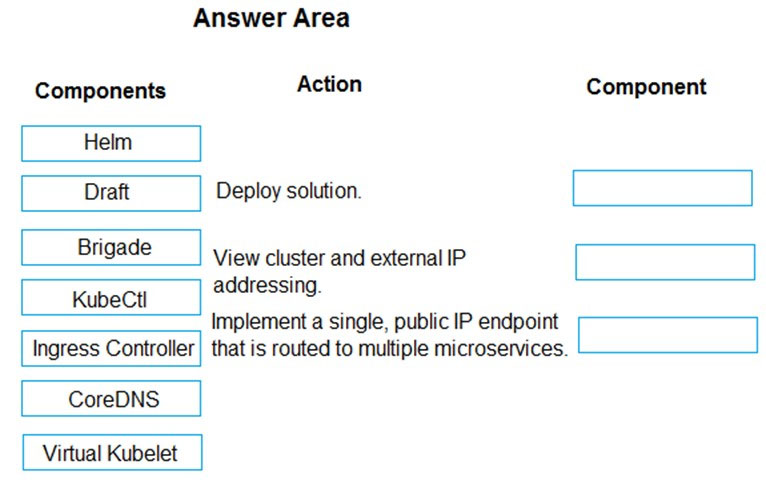 Answer Area
Components
Action
Component
Helm
Draft
Deploy solution.
Brigade
View cluster and external IP
addressing.
KubeCtl
Implement a single, public IP endpoint
that is routed to multiple microservices.
Ingress Controller
CoreDNS
Virtual Kubelet